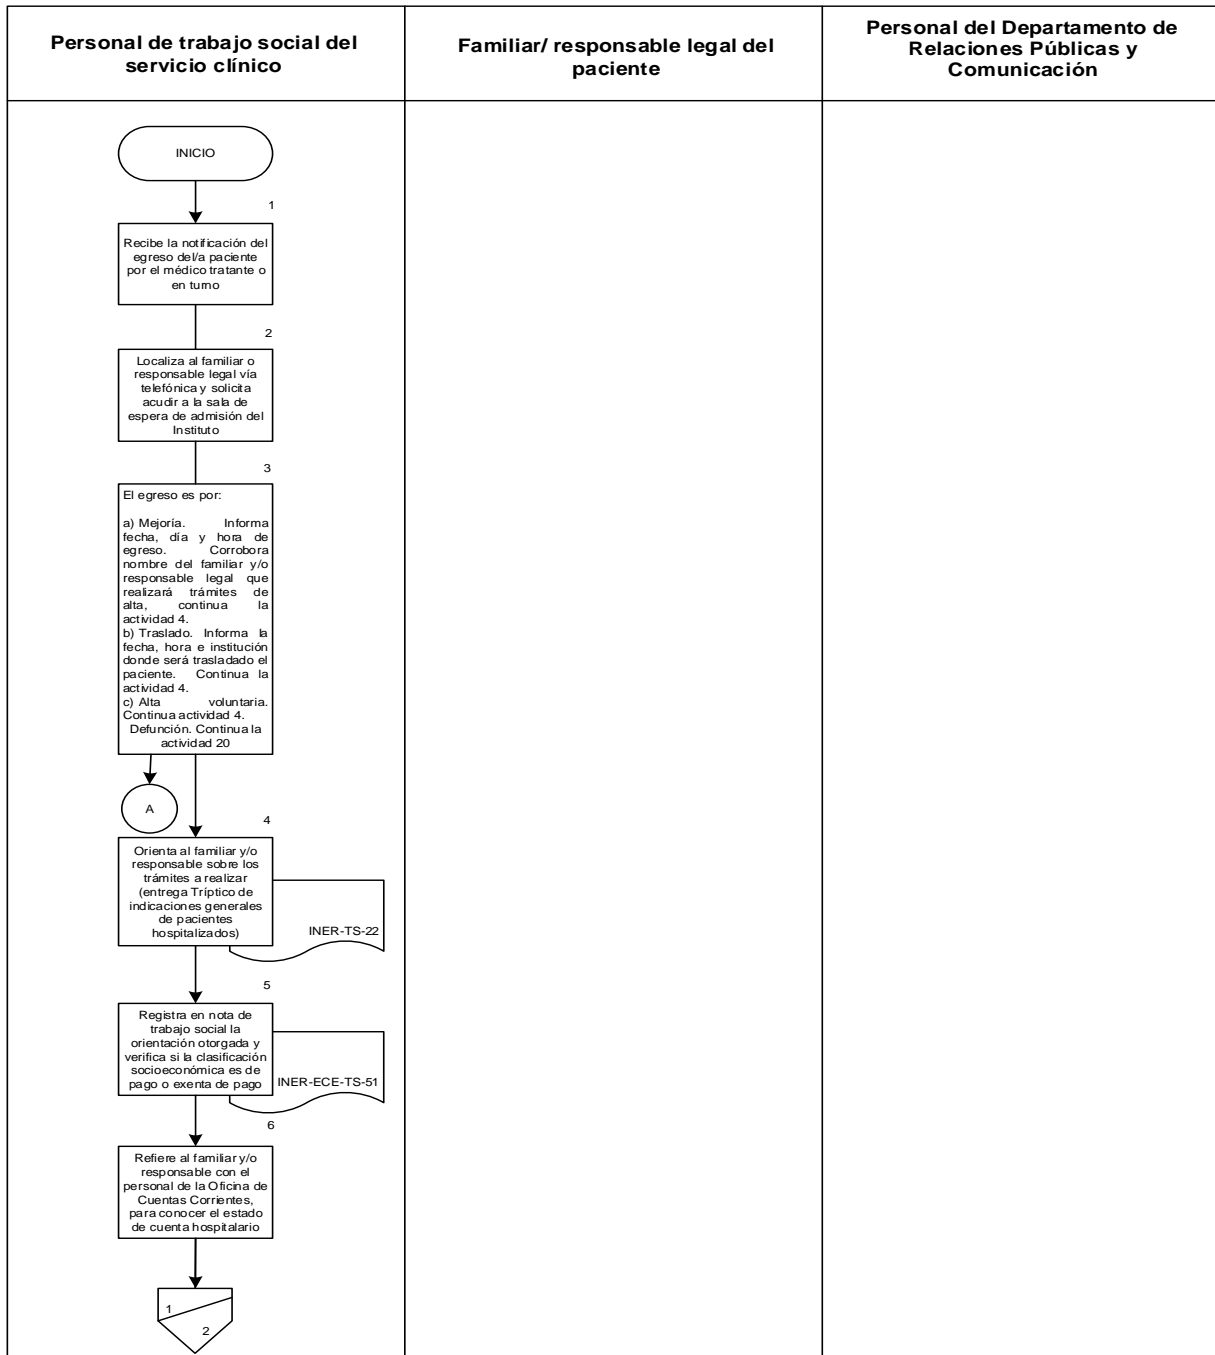 Personal de trabajo social del
servicio clínico
Familiar/ responsable legal del
paciente
Personal del Departamento de
Relaciones Públicas y
Comunicación
INICIO
1
Recibe la notificación del
egreso del/a paciente
por el médico tratante o
en turno
2
Localiza al familiar o
responsable legal vía
telefónica y solicita
acudir a la sala de
espera de admisión del
Instituto
3
El egreso es por:
a) Mejoría. Informa
fecha, día y hora de
egreso. Corrobora
nombre del familiar y/o
responsable legal que
realizará trámites de
alta, continua la
actividad 4.
b) Traslado. Informa la
fecha, hora e institución
donde será trasladado el
paciente. Continua la
actividad 4.
c) Alta voluntaria.
Continua actividad 4.
Defunción. Continua la
actividad 20
A
4
Orienta al familiar y/o
responsable sobre los
trámites a realizar
(entrega Tríptico de
indicaciones generales
de pacientes
hospitalizados)
INER-TS-22
5
Registra en nota de
trabajo social la
orientación otorgada y
verifica si la clasificación
socioeconómica es de
pago o exenta de pago
INER-ECE-TS-51
6
Refiere al familiar y/o
responsable con el
personal de la Oficina de
Cuentas Corrientes,
para conocer el estado
de cuenta hospitalario
1
2